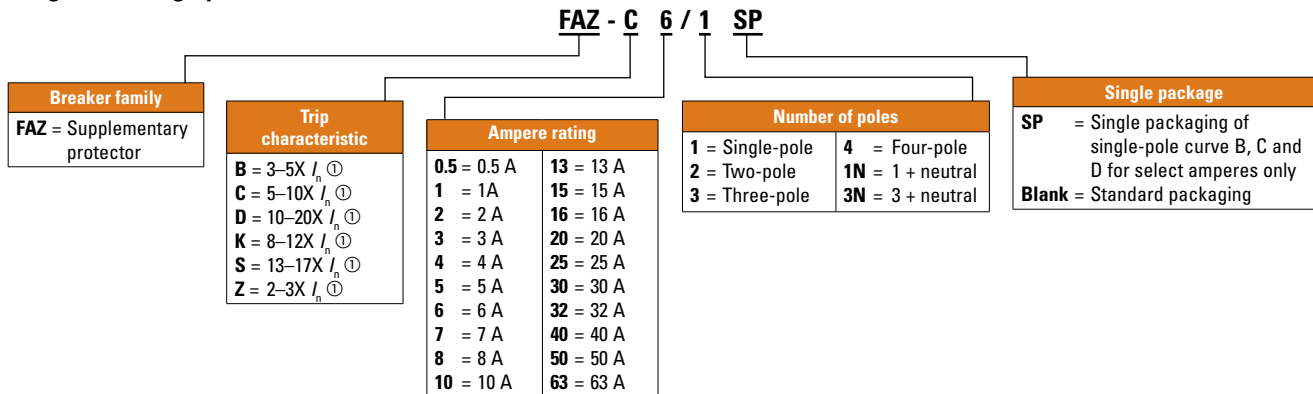 FAZ - C 6 / 1 SP
Breaker family
FAZ = Supplementary
protector
Trip
characteristic
B = 3–5X In ①
C = 5–10X In ①
D = 10–20X In ①
K = 8–12X In ①
S = 13–17X In ①
Z = 2–3X In ①
Ampere rating
0.5 = 0.5 A
1 = 1A
2 = 2 A
3 = 3 A
4 = 4 A
5 = 5 A
6 = 6 A
7 = 7 A
8 = 8 A
10 = 10 A
13 = 13 A
15 = 15 A
16 = 16 A
20 = 20 A
25 = 25 A
30 = 30 A
32 = 32 A
40 = 40 A
50 = 50 A
63 = 63 A
Number of poles
1 = Single-pole
2 = Two-pole
3 = Three-pole
4 = Four-pole
1N = 1 + neutral
3N = 3 + neutral
Single package
SP = Single packaging of
single-pole curve B, C and
D for select amperes only
Blank = Standard packaging